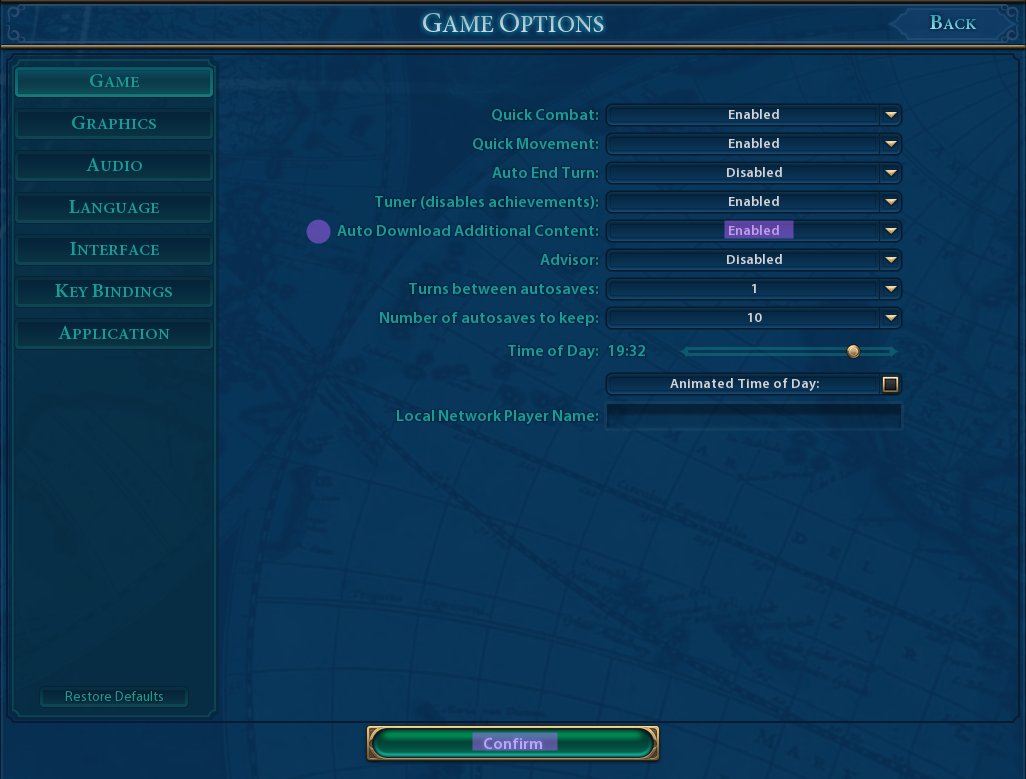 GAME OPTIONS
BACK
GAME
GRAPHICS
AUDIO
LANGUAGE
INTERFACE
KEY BINDINGS
APPLICATION
Restore Defaults
Quick Combat: Enabled
Quick Movement: Enabled
Auto End Turn: Disabled
Tuner (disables achievements): Enabled
Auto Download Additional Content: Enabled
Advisor: Disabled
Turns between autosaves: 1
Number of autosaves to keep: 10
Time of Day: 19:32
Animated Time of Day:
Local Network Player Name:
Confirm